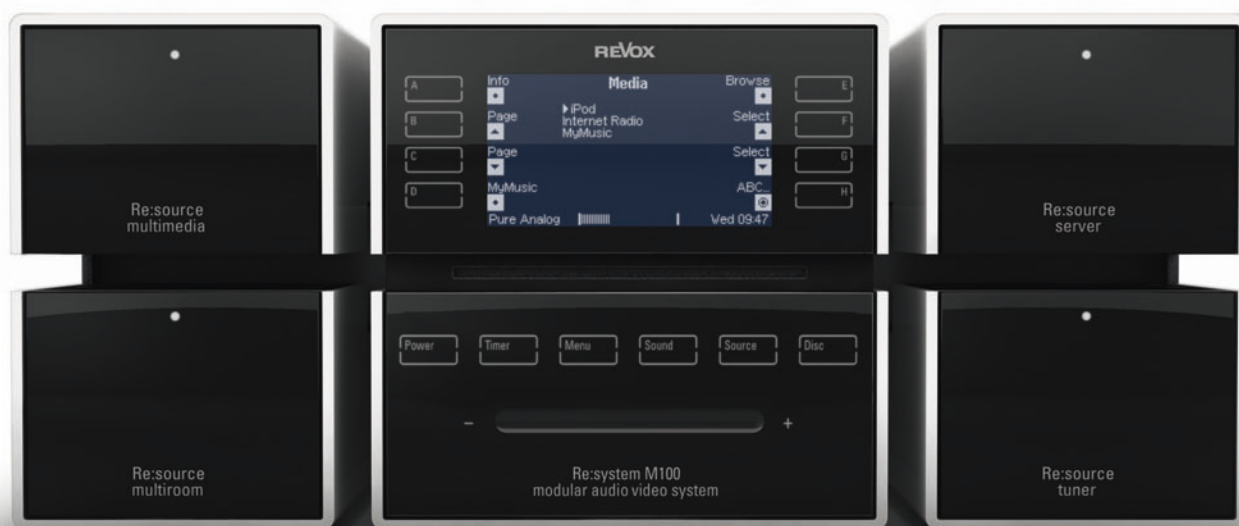 REVOX
A
B
C
D
Info
Media
Browse
iPod
Page
Internet Radio
Select
MyMusic
Page
Select
MyMusic
ABC...
Pure Analog
Wed 09:47
E
F
G
H
Re:source
multimedia
Re:source
server
Power
Timer
Menu
Sound
Source
Disc
- +
Re:source
multiroom
Re:system M100
modular audio video system
Re:source
tuner